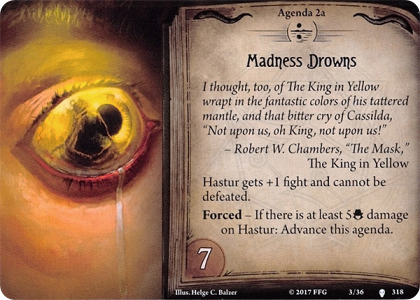 Agenda 2a
Madness Drowns
I thought, too, of The King in Yellow
wrapt in the fantastic colors of his tattered
mantle, and that bitter cry of Cassilda,
“Not upon us, oh King, not upon us!”
– Robert W. Chambers, “The Mask,”
The King in Yellow
Hastur gets +1 fight and cannot be
defeated.
Forced – If there is at least 5 damage
on Hastur: Advance this agenda.
7
Illus. Helge C. Balzer © 2017 FFG 3/36 318